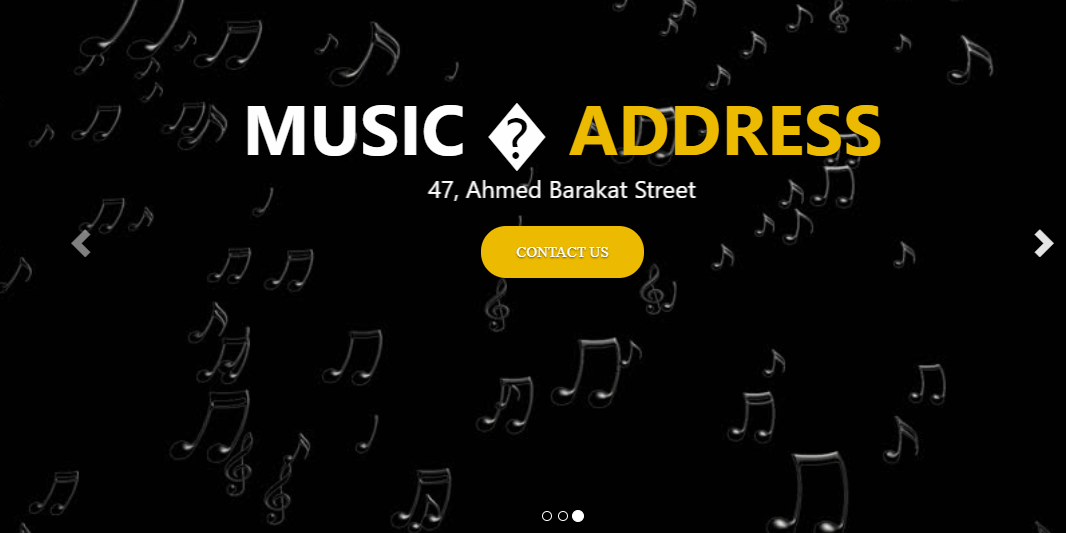 MUSIC � ADDRESS
47, Ahmed Barakat Street
CONTACT US